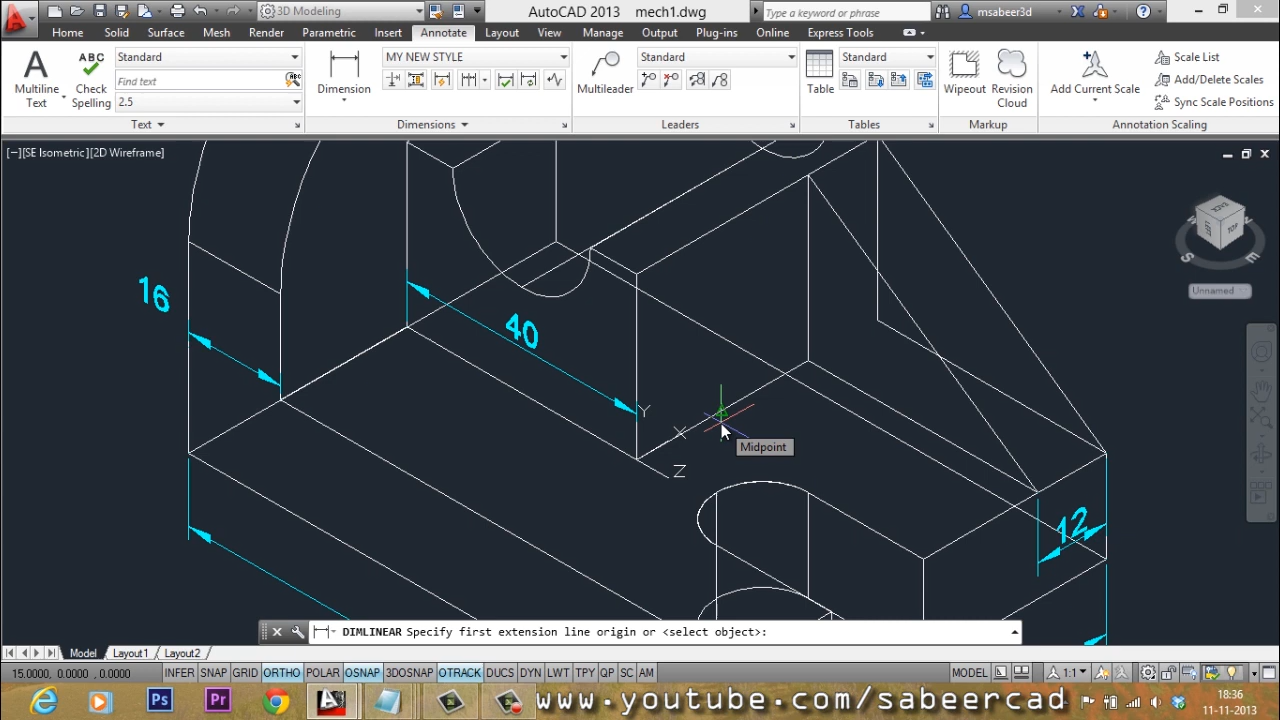 AutoCAD 2013 mech1.dwg
3D Modeling
Type a keyword or phrase
msabeer3d
Home Solid Surface Mesh Render Parametric Insert Annotate Layout View Manage Output Plug-ins Online Express Tools
Multiline Text
ABC
Check Spelling
Standard
Find text
2.5
Text
Dimension
MY NEW STYLE
Dimensions
Multileader
Standard
Leaders
Table
Standard
Tables
Wipeout
Revision Cloud
Markup
Add Current Scale
Scale List
Add/Delete Scales
Sync Scale Positions
Annotation Scaling
[−][SE Isometric][2D Wireframe]
BACK
TOP
S
E
Unnamed
16
40
Y
X
Z
Midpoint
12
DIMLINEAR Specify first extension line origin or <select object>:
Model Layout1 Layout2
15.0000, 0.0000 , 0.0000
INFER SNAP GRID ORTHO POLAR OSNAP 3DOSNAP OTRACK DUCS DYN LWT TPY QP SC AM
MODEL
1:1
Ps
Pr
www.youtube.com/sabeercad
18:36
11-11-2013